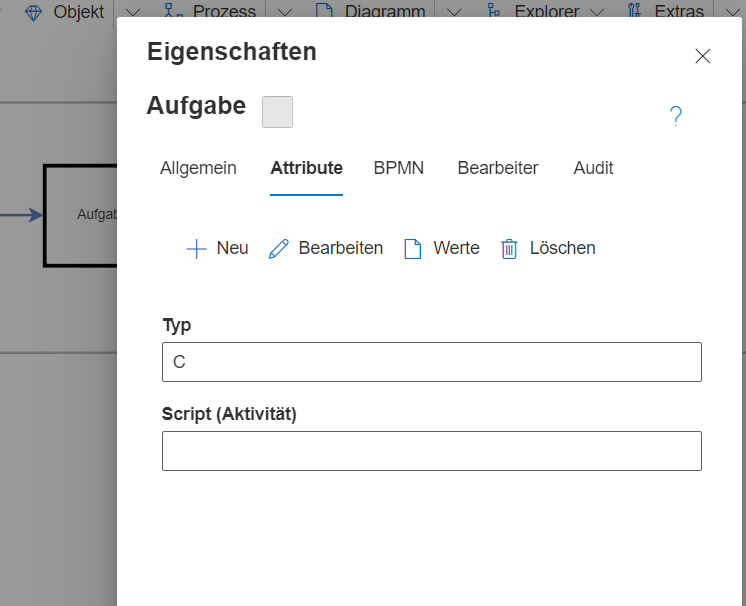 Objekt Prozess Diagramm Explorer Extras
Eigenschaften
Aufgabe
?
Allgemein Attribute BPMN Bearbeiter Audit
Neu Bearbeiten Werte Löschen
Aufgab
Typ
C
Script (Aktivität)